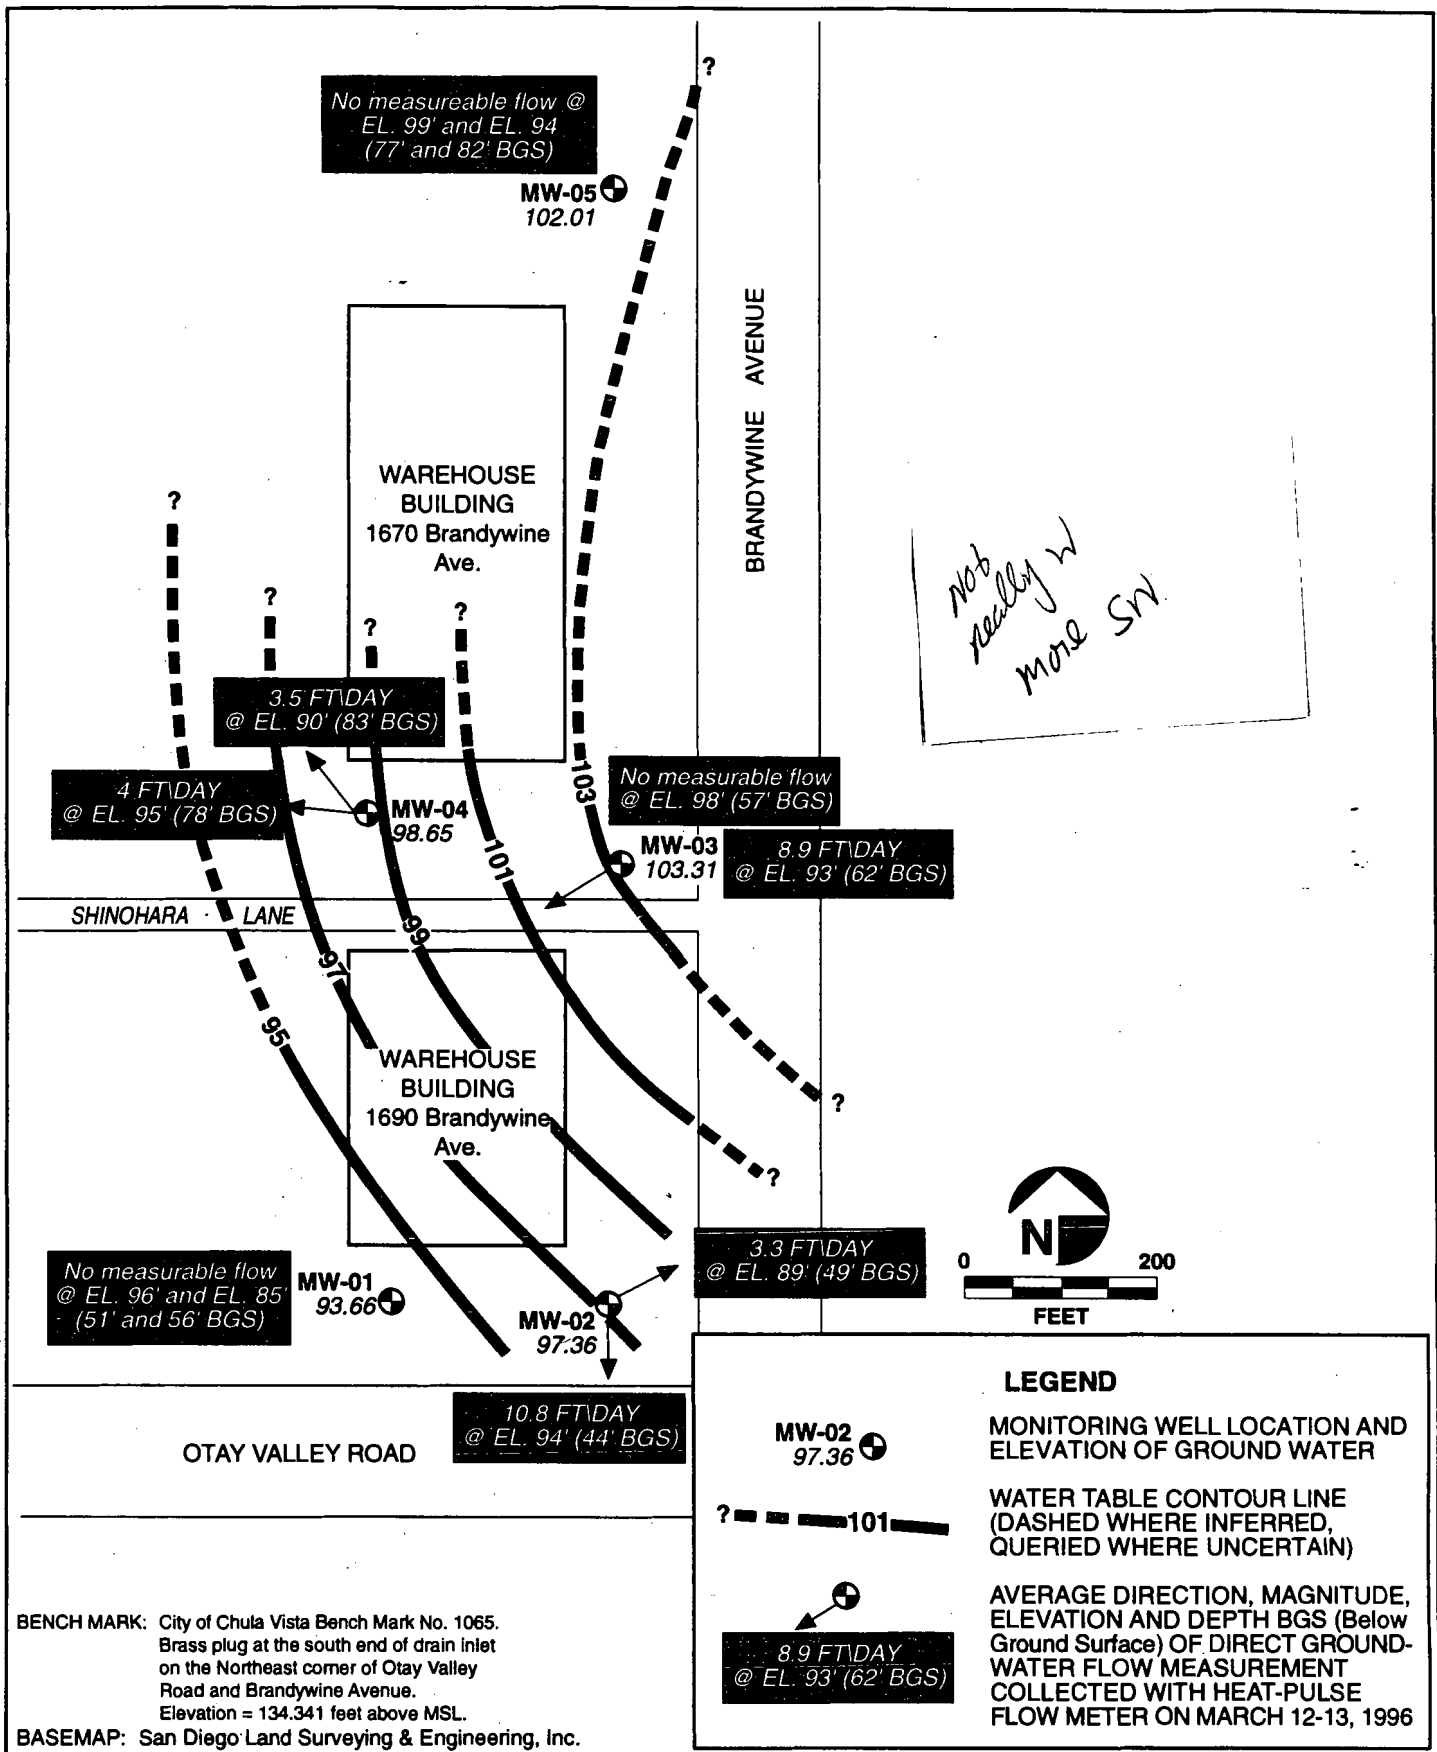 ?
No measureable flow @
EL. 99' and EL. 94
(77' and 82' BGS)
MW-05
102.01
BRANDYWINE AVENUE
WAREHOUSE
BUILDING
1670 Brandywine
Ave.
?
?
?
?
Not
really W
more SW
3.5 FT\DAY
@ EL. 90' (83' BGS)
103
No measurable flow
@ EL. 98' (57' BGS)
4 FT\DAY
@ EL. 95' (78' BGS)
MW-04
98.65
101
MW-03
103.31
8.9 FT\DAY
@ EL. 93' (62' BGS)
SHINOHARA LANE
99
97
95
WAREHOUSE
BUILDING
1690 Brandywine
Ave.
?
?
N
0 200
FEET
3.3 FT\DAY
@ EL. 89' (49' BGS)
No measurable flow
@ EL. 96' and EL. 85'
(51' and 56' BGS)
MW-01
93.66
MW-02
97.36
10.8 FT\DAY
@ EL. 94' (44' BGS)
OTAY VALLEY ROAD
LEGEND
MW-02
97.36
MONITORING WELL LOCATION AND
ELEVATION OF GROUND WATER
? 101
WATER TABLE CONTOUR LINE
(DASHED WHERE INFERRED,
QUERIED WHERE UNCERTAIN)
8.9 FT\DAY
@ EL. 93' (62' BGS)
AVERAGE DIRECTION, MAGNITUDE,
ELEVATION AND DEPTH BGS (Below
Ground Surface) OF DIRECT GROUND-
WATER FLOW MEASUREMENT
COLLECTED WITH HEAT-PULSE
FLOW METER ON MARCH 12-13, 1996
BENCH MARK: City of Chula Vista Bench Mark No. 1065.
Brass plug at the south end of drain inlet
on the Northeast corner of Otay Valley
Road and Brandywine Avenue.
Elevation = 134.341 feet above MSL.
BASEMAP: San Diego Land Surveying & Engineering, Inc.